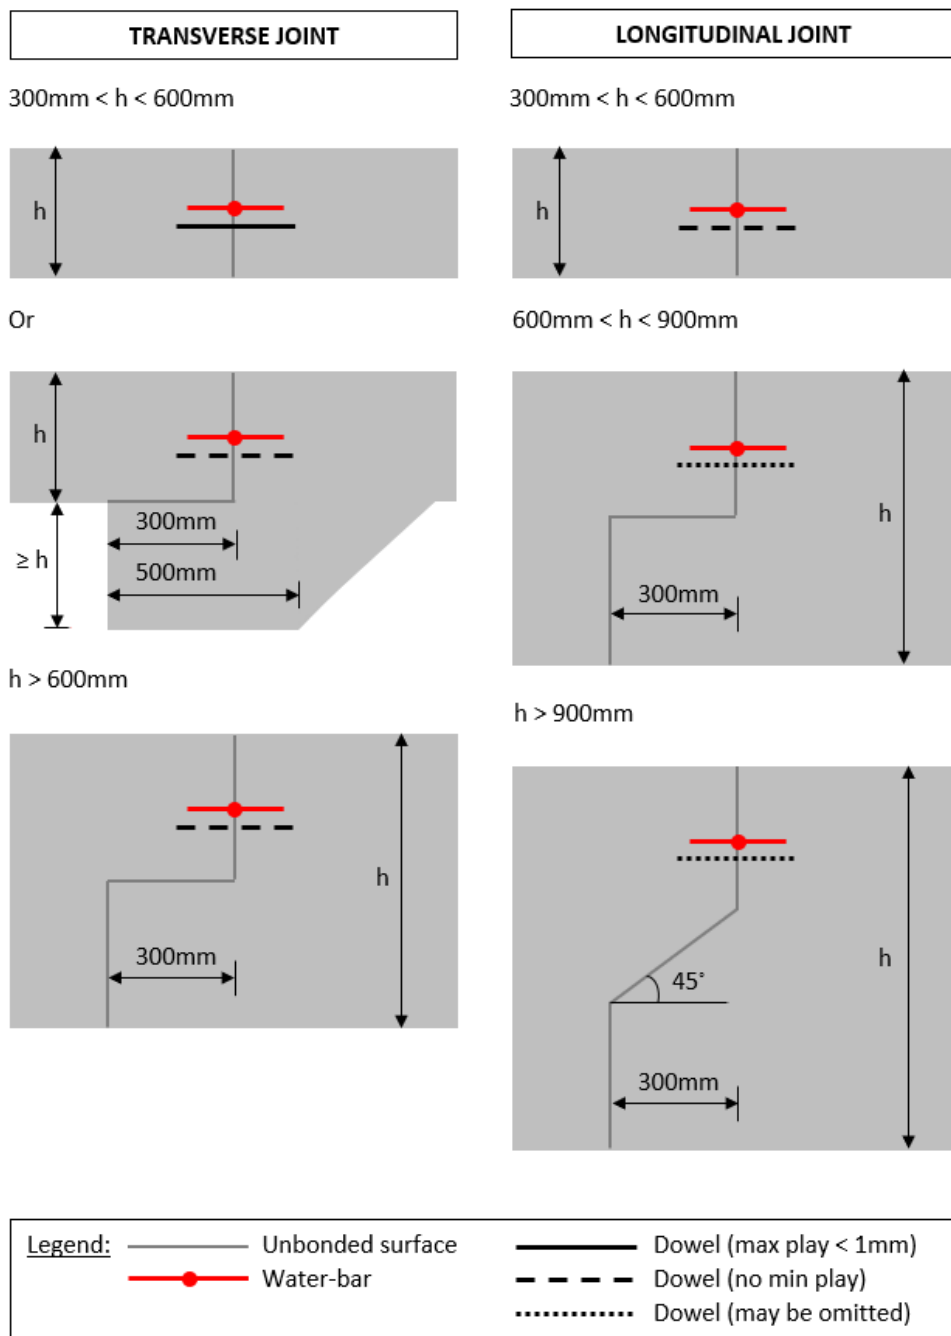 TRANSVERSE JOINT
300mm < h < 600mm
h
Or
h
300mm
≥ h
500mm
h > 600mm
h
300mm
LONGITUDINAL JOINT
300mm < h < 600mm
h
600mm < h < 900mm
h
300mm
h > 900mm
h
45°
300mm
Legend:
Unbonded surface
Water-bar
Dowel (max play < 1mm)
Dowel (no min play)
Dowel (may be omitted)